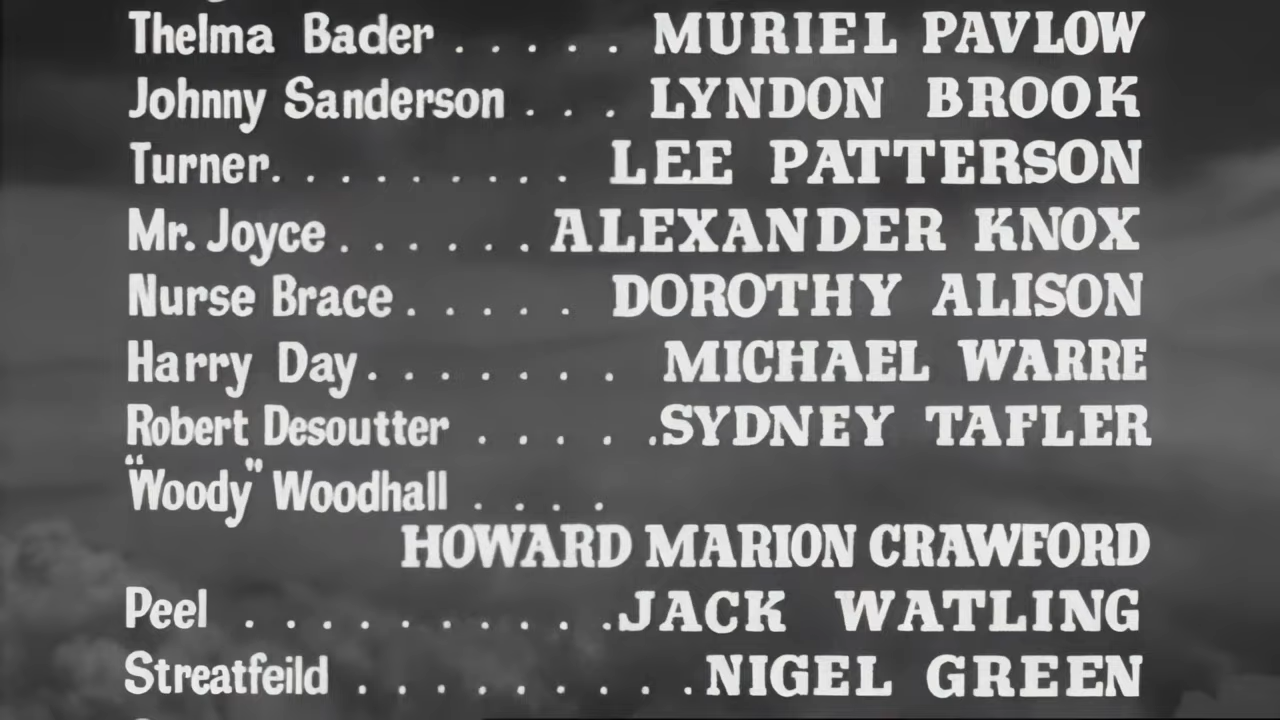 Thelma Bader . . . . . MURIEL PAVLOW
Johnny Sanderson . . . LYNDON BROOK
Turner. . . . . . . . . . LEE PATTERSON
Mr. Joyce . . . . . . ALEXANDER KNOX
Nurse Brace . . . . . DOROTHY ALISON
Harry Day . . . . . . . MICHAEL WARRE
Robert Desoutter . . . . .SYDNEY TAFLER
"Woody" Woodhall . . . .
HOWARD MARION CRAWFORD
Peel . . . . . . . . . .JACK WATLING
Streatfeild . . . . . . . . .NIGEL GREEN